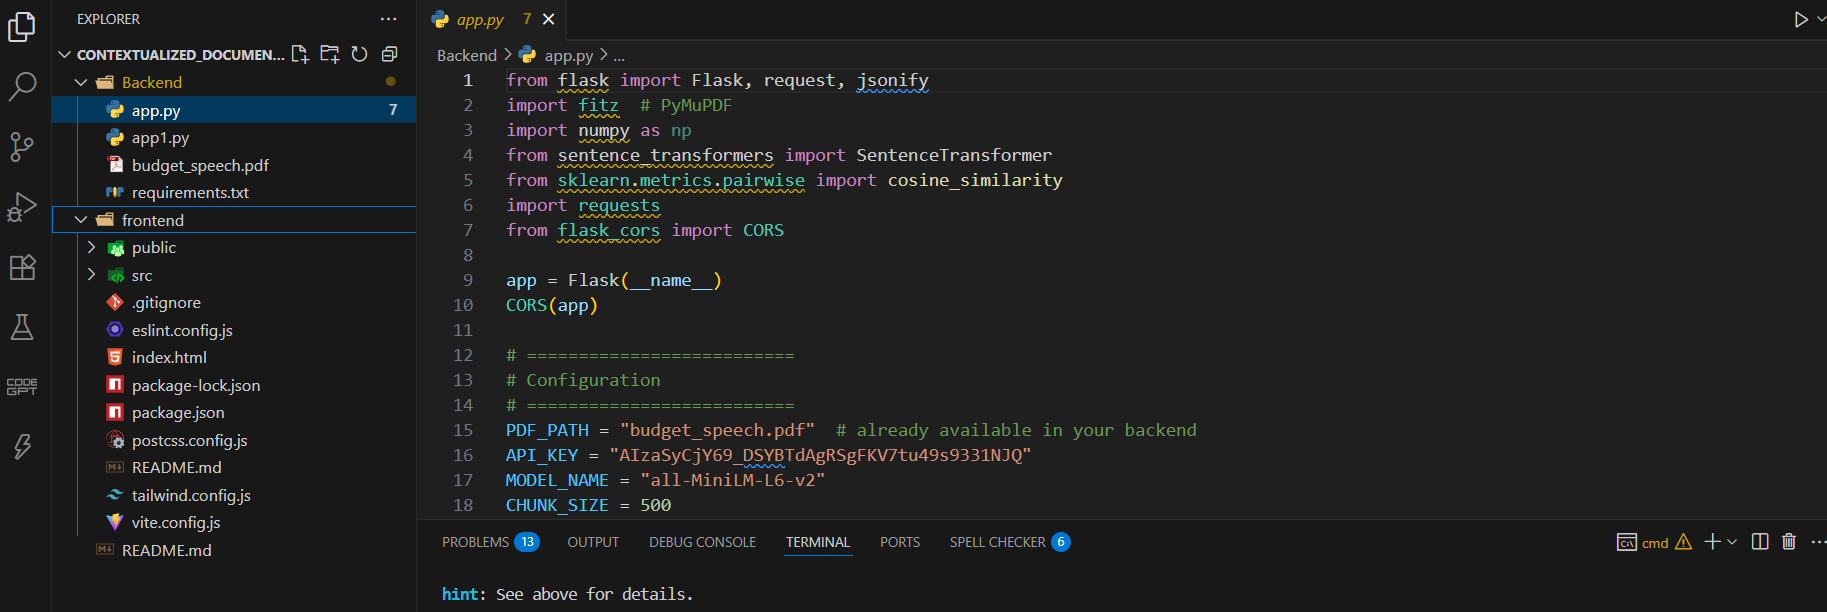 EXPLORER
CONTEXTUALIZED_DOCUMEN...
Backend
app.py 7
app1.py
budget_speech.pdf
requirements.txt
frontend
public
src
.gitignore
eslint.config.js
index.html
package-lock.json
package.json
postcss.config.js
README.md
tailwind.config.js
vite.config.js
README.md
CODE
GPT
app.py 7
Backend > app.py > ...
1 from flask import Flask, request, jsonify
2 import fitz # PyMuPDF
3 import numpy as np
4 from sentence_transformers import SentenceTransformer
5 from sklearn.metrics.pairwise import cosine_similarity
6 import requests
7 from flask_cors import CORS
8
9 app = Flask(__name__)
10 CORS(app)
11
12 # ==========================
13 # Configuration
14 # ==========================
15 PDF_PATH = "budget_speech.pdf" # already available in your backend
16 API_KEY = "AIzaSyCjY69_DSYBTdAgRSgFKV7tu49s9331NJQ"
17 MODEL_NAME = "all-MiniLM-L6-v2"
18 CHUNK_SIZE = 500
PROBLEMS 13 OUTPUT DEBUG CONSOLE TERMINAL PORTS SPELL CHECKER 6 cmd
hint: See above for details.